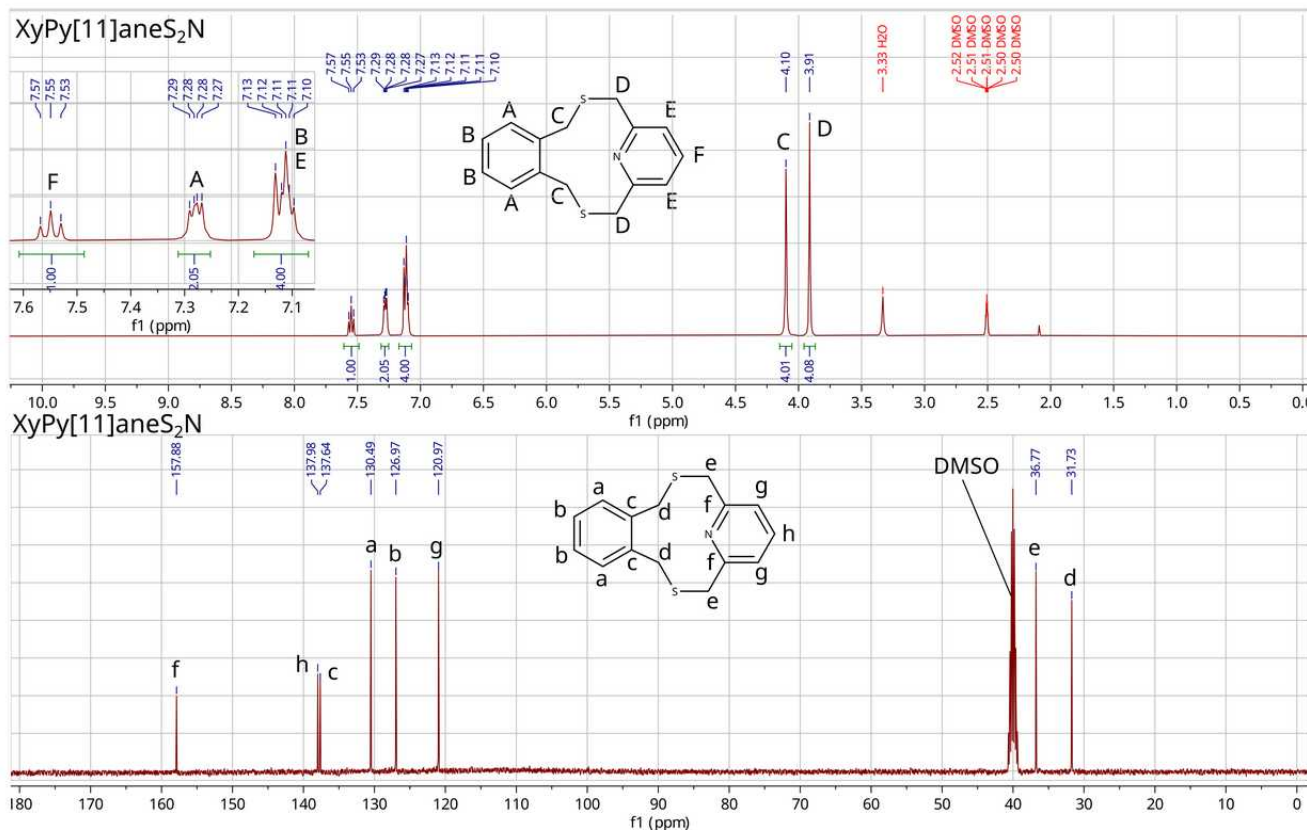 XyPy[11]aneS₂N
7.57
7.55
7.53
7.29
7.28
7.28
7.27
7.13
7.12
7.11
7.11
7.10
7.57
7.55
7.53
7.29
7.28
7.28
7.27
7.13
7.12
7.11
7.11
7.10
4.10
3.91
3.33 H2O
2.52 DMSO
2.51 DMSO
2.51 DMSO
2.50 DMSO
2.50 DMSO
F
A
B
E
1.00
2.05
4.00
7.6 7.5 7.3 7.2 7.1
f1 (ppm)
S D
A C E
B N F
B
A C E
S D
C D
1.00
2.05
4.00
4.01
4.08
10.0 9.5 9.0 8.5 8.0 7.5 7.0 6.5 6.0 5.5 5.0 4.5 4.0 3.5 3.0 2.5 2.0 1.5 1.0 0.5 0.0
f1 (ppm)
XyPy[11]aneS₂N
157.88
137.98
137.64
130.49
126.97
120.97
36.77
31.73
DMSO
S e
a c d f g
b N h
b d f g
a c
S e
f h c a b g e d
180 170 160 150 140 130 120 110 100 90 80 70 60 50 40 30 20 10 0
f1 (ppm)